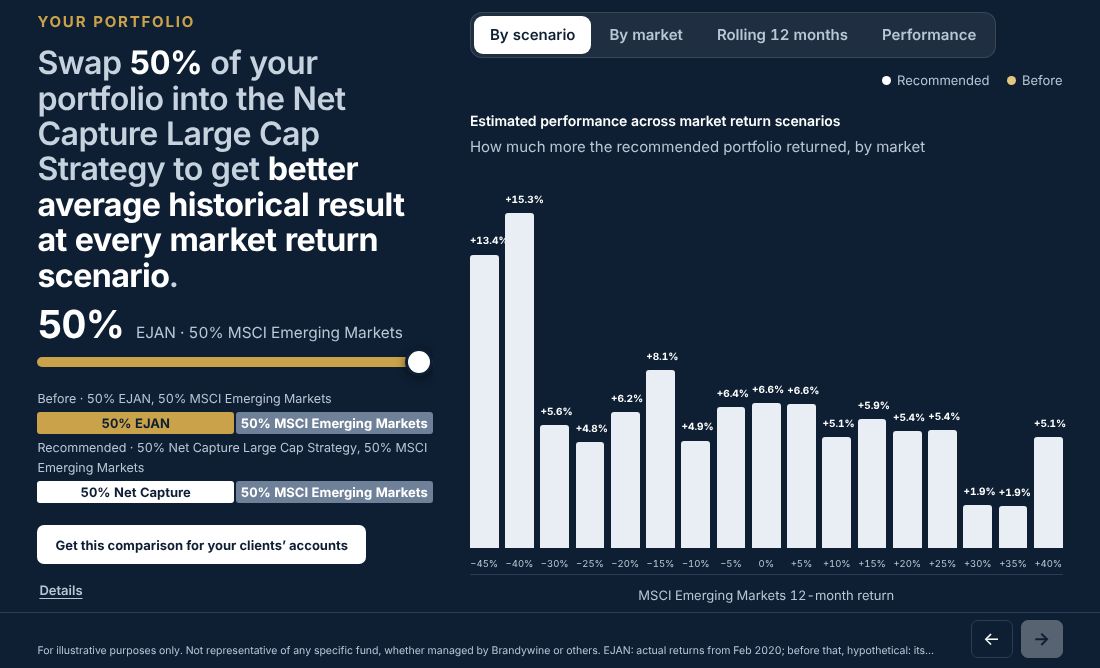 YOUR PORTFOLIO
Swap 50% of your
portfolio into the Net
Capture Large Cap
Strategy to get better
average historical result
at every market return
scenario.
50% EJAN · 50% MSCI Emerging Markets
Before · 50% EJAN, 50% MSCI Emerging Markets
50% EJAN 50% MSCI Emerging Markets
Recommended · 50% Net Capture Large Cap Strategy, 50% MSCI
Emerging Markets
50% Net Capture 50% MSCI Emerging Markets
Get this comparison for your clients’ accounts
Details
By scenario By market Rolling 12 months Performance
Recommended Before
Estimated performance across market return scenarios
How much more the recommended portfolio returned, by market
+13.4% +15.3% +5.6% +4.8% +6.2% +8.1% +4.9% +6.4% +6.6% +6.6% +5.1% +5.9% +5.4% +5.4% +1.9% +1.9% +5.1%
−45% −40% −30% −25% −20% −15% −10% −5% 0% +5% +10% +15% +20% +25% +30% +35% +40%
MSCI Emerging Markets 12-month return
For illustrative purposes only. Not representative of any specific fund, whether managed by Brandywine or others. EJAN: actual returns from Feb 2020; before that, hypothetical: its…
← →